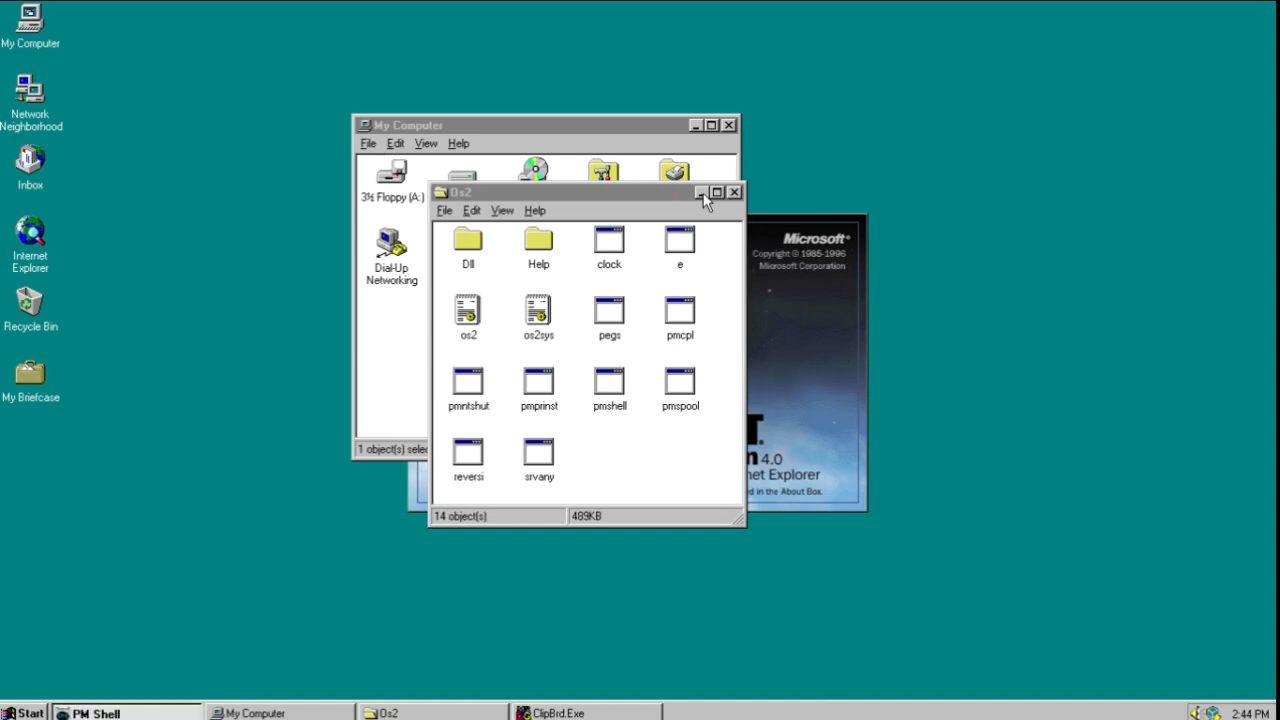 My Computer
Network
Neighborhood
Inbox
Internet
Explorer
Recycle Bin
My Briefcase
My Computer
File Edit View Help
3½ Floppy (A:)
Dial-Up
Networking
1 object(s) selec
Os2
File Edit View Help
Dll Help clock e
os2 os2sys pegs pmcpl
pmntshut pmprinst pmshell pmspool
reversi srvany
14 object(s) 489KB
Microsoft
Copyright © 1985-1996
Microsoft Corporation
T.
n 4.0
net Explorer
d in the About Box.
Start PM Shell My Computer Os2 ClipBrd.Exe 2:44 PM